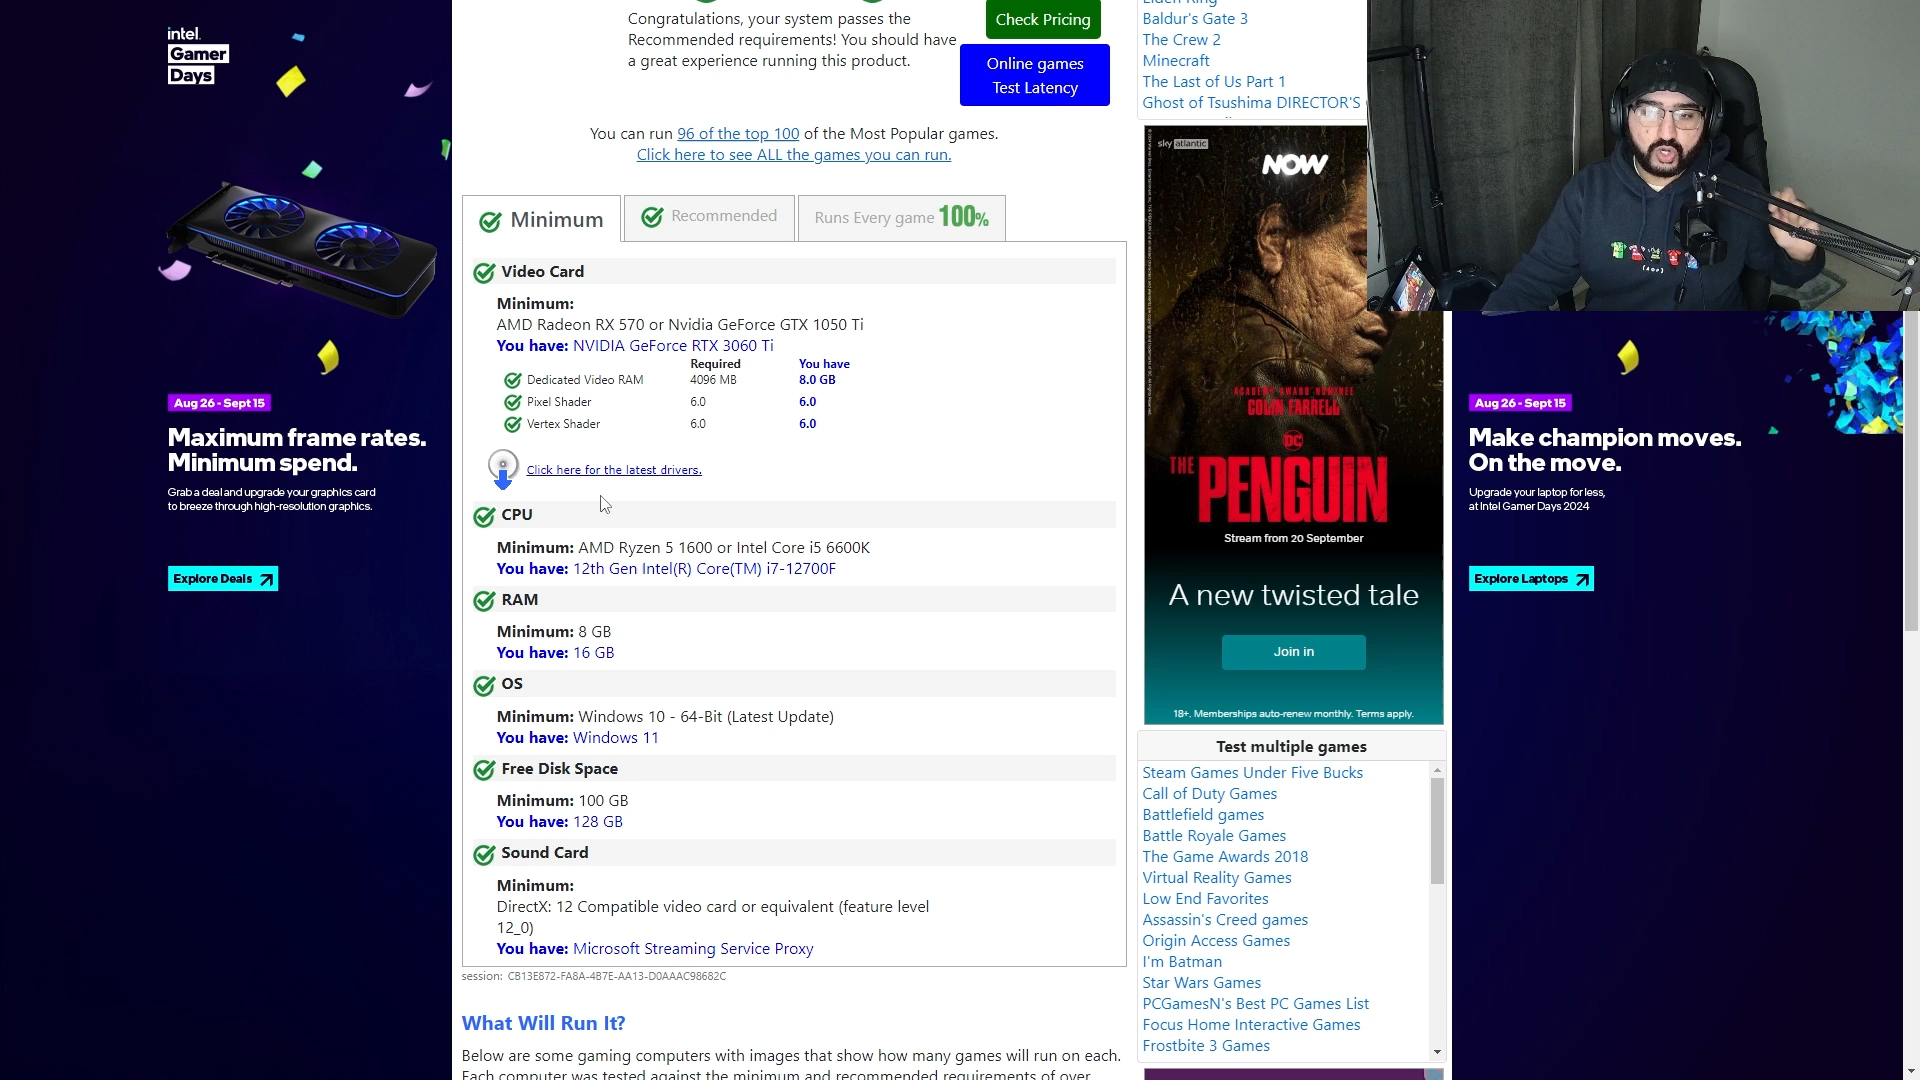 intel.
Gamer
Days
Aug 26 - Sept 15
Maximum frame rates.
Minimum spend.
Grab a deal and upgrade your graphics card
to breeze through high-resolution graphics.
Explore Deals
Congratulations, your system passes the
Recommended requirements! You should have
a great experience running this product.
Check Pricing
Online games
Test Latency
You can run 96 of the top 100 of the Most Popular games.
Click here to see ALL the games you can run.
Minimum
Recommended
Runs Every game 100%
Video Card
Minimum:
AMD Radeon RX 570 or Nvidia GeForce GTX 1050 Ti
You have: NVIDIA GeForce RTX 3060 Ti
Required You have
Dedicated Video RAM 4096 MB 8.0 GB
Pixel Shader 6.0 6.0
Vertex Shader 6.0 6.0
Click here for the latest drivers.
CPU
Minimum: AMD Ryzen 5 1600 or Intel Core i5 6600K
You have: 12th Gen Intel(R) Core(TM) i7-12700F
RAM
Minimum: 8 GB
You have: 16 GB
OS
Minimum: Windows 10 - 64-Bit (Latest Update)
You have: Windows 11
Free Disk Space
Minimum: 100 GB
You have: 128 GB
Sound Card
Minimum:
DirectX: 12 Compatible video card or equivalent (feature level
12_0)
You have: Microsoft Streaming Service Proxy
session: CB13E872-FA8A-4B7E-AA13-D0AAAC98682C
What Will Run It?
Below are some gaming computers with images that show how many games will run on each.
Each computer was tested against the minimum and recommended requirements of over
Elden Ring
Baldur's Gate 3
The Crew 2
Minecraft
The Last of Us Part 1
Ghost of Tsushima DIRECTOR'S
sky atlantic
NOW
ACADEMY AWARD NOMINEE
COLIN FARRELL
DC
THE
PENGUIN
Stream from 20 September
A new twisted tale
Join in
18+. Memberships auto-renew monthly. Terms apply.
Test multiple games
Steam Games Under Five Bucks
Call of Duty Games
Battlefield games
Battle Royale Games
The Game Awards 2018
Virtual Reality Games
Low End Favorites
Assassin's Creed games
Origin Access Games
I'm Batman
Star Wars Games
PCGamesN's Best PC Games List
Focus Home Interactive Games
Frostbite 3 Games
Aug 26 - Sept 15
Make champion moves.
On the move.
Upgrade your laptop for less,
at Intel Gamer Days 2024
Explore Laptops